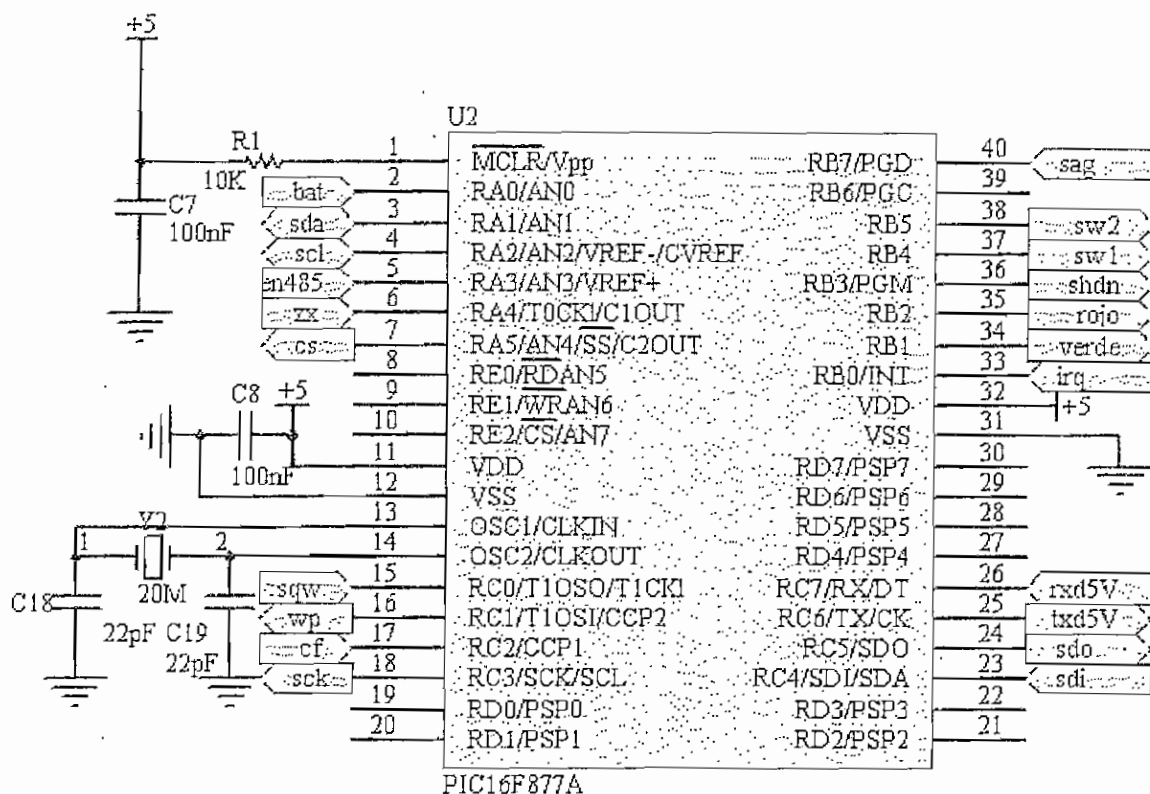 +5
U2
R1
10K
C7
100nF
1
MCLR/Vpp
RB7/PGD
40
sag
bat
2
RA0/AN0
RB6/PGC
39
sda
3
RA1/AN1
RB5
38
sw2
scl
4
RA2/AN2/VREF-/CVREF
RB4
37
sw1
en485
5
RA3/AN3/VREF+
RB3/PGM
36
shdn
6
RA4/T0CKI/C1OUT
RB2
35
rojo
cs
7
RA5/AN4/SS/C2OUT
RB1
34
verde
8
RE0/RDAN5
RB0/INT
33
irq
9
RE1/WRAN6
VDD
32
+5
C8
100nF
+5
10
RE2/CS/AN7
VSS
31
11
VDD
RD7/PSP7
30
12
VSS
RD6/PSP6
29
13
OSC1/CLKIN
RD5/PSP5
28
1
Y2
2
20M
14
OSC2/CLKOUT
RD4/PSP4
27
C18
22pF
C19
22pF
sqw
15
RC0/T1OSO/T1CKI
RC7/RX/DT
26
rxd5V
wp
16
RC1/T1OSI/CCP2
RC6/TX/CK
25
txd5V
cf
17
RC2/CCP1
RC5/SDO
24
sdo
sck
18
RC3/SCK/SCL
RC4/SDI/SDA
23
sdi
19
RD0/PSP0
RD3/PSP3
22
20
RD1/PSP1
RD2/PSP2
21
PIC16F877A